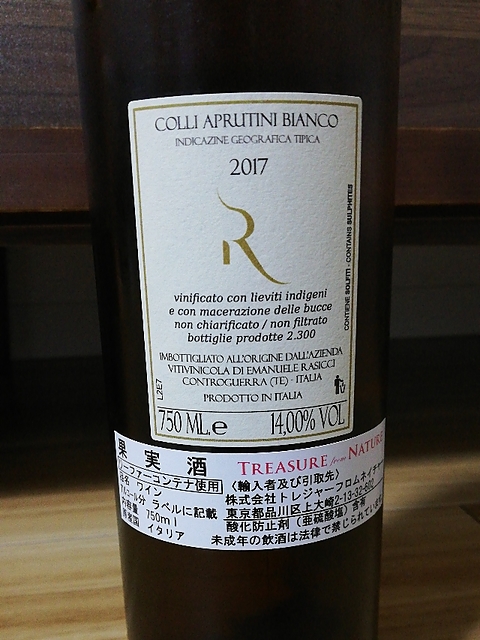 COLLI APRUTINI BIANCO
INDICAZINE GEOGRAFICA TIPICA
2017
R
vinificato con lieviti indigeni
e con macerazione delle bucce
non chiarificato / non filtrato
bottiglie prodotte 2.300
IMBOTTIGLIATO ALL'ORIGINE DALL'AZIENDA
VITIVINICOLA DI EMANUELE RASICCI
CONTROGUERRA (TE) - ITALIA
PRODOTTO IN ITALIA
L2E7
CONTIENE SOLFITI - CONTAINS SULPHITES
750 ML.e 14,00% VOL
果実酒 TREASURE from NATURE
リーファーコンテナ使用 〈輸入者及び引取先〉
品名 ワイン 株式会社トレジャーフロムネイチャー
アルコール分 ラベルに記載 東京都品川区上大崎2-13-32-
内容量 750ml 酸化防止剤(亜硫酸塩)含有
原産国 イタリア 未成年の飲酒は法律で禁じられています